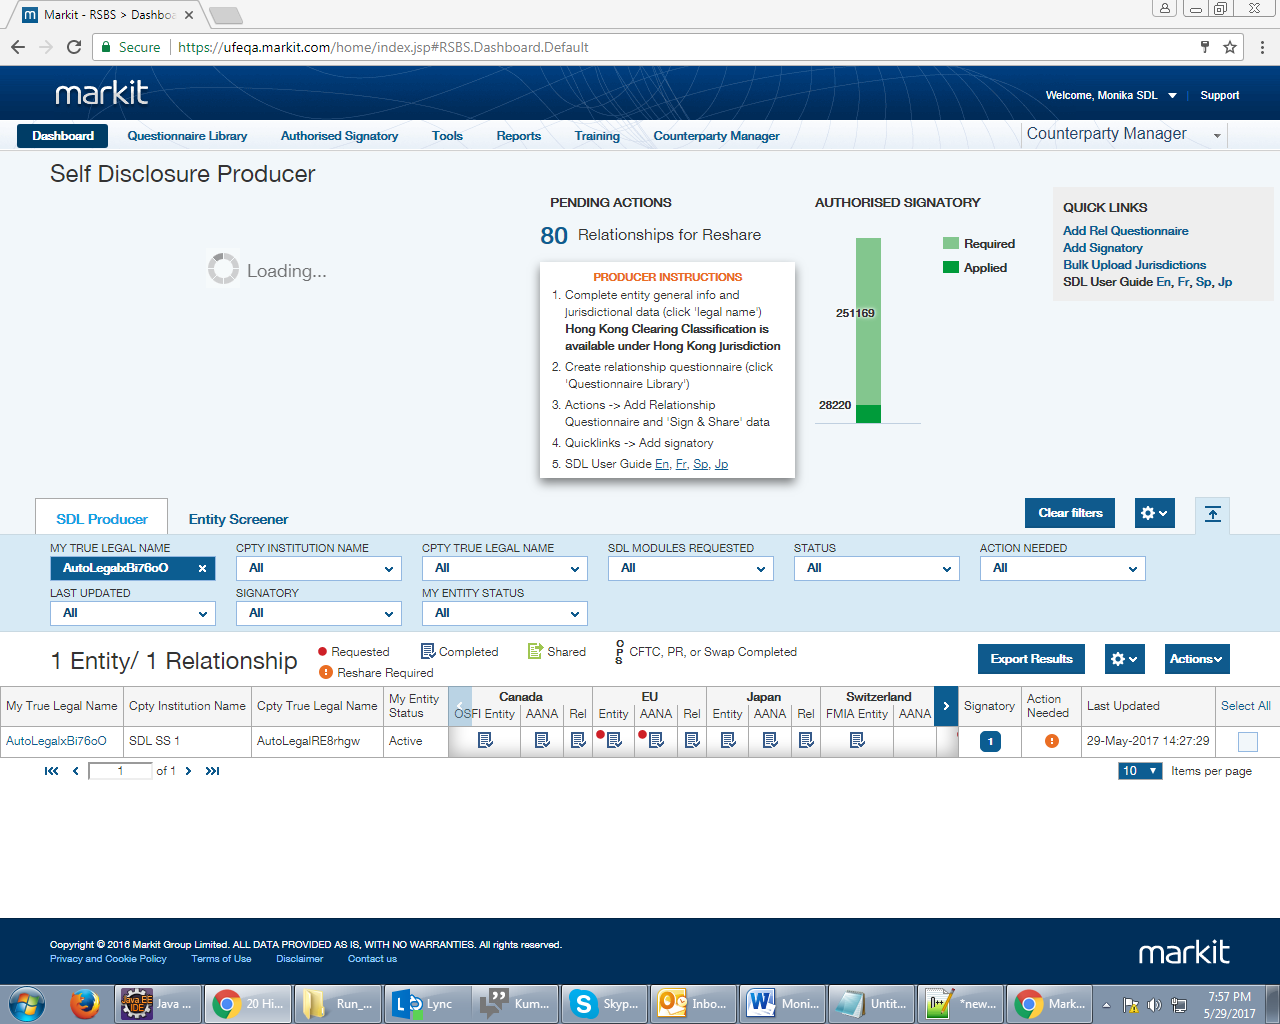 Markit - RSBS > Dashbo
Secure https://ufeqa.markit.com/home/index.jsp#RSBS.Dashboard.Default
markit
Welcome, Monika SDL Support
Dashboard Questionnaire Library Authorised Signatory Tools Reports Training Counterparty Manager Counterparty Manager
Self Disclosure Producer
Loading...
PENDING ACTIONS
80 Relationships for Reshare
PRODUCER INSTRUCTIONS
1. Complete entity general info and
jurisdictional data (click 'legal name')
Hong Kong Clearing Classification is
available under Hong Kong Jurisdiction
2. Create relationship questionnaire (click
'Questionnaire Library')
3. Actions -> Add Relationship
Questionnaire and 'Sign & Share' data
4. Quicklinks -> Add signatory
5. SDL User Guide En, Fr, Sp, Jp
AUTHORISED SIGNATORY
Required
Applied
251169
28220
QUICK LINKS
Add Rel Questionnaire
Add Signatory
Bulk Upload Jurisdictions
SDL User Guide En, Fr, Sp, Jp
SDL Producer Entity Screener Clear filters
MY TRUE LEGAL NAME CPTY INSTITUTION NAME CPTY TRUE LEGAL NAME SDL MODULES REQUESTED STATUS ACTION NEEDED
AutoLegalxBi76oO All All All All All
LAST UPDATED SIGNATORY MY ENTITY STATUS
All All All
1 Entity/ 1 Relationship
Requested Completed Shared OPS CFTC, PR, or Swap Completed
Reshare Required
Export Results Actions
My True Legal Name Cpty Institution Name Cpty True Legal Name My Entity Status Canada EU Japan Switzerland Signatory Action Needed Last Updated Select All
OSFI Entity AANA Rel Entity AANA Rel Entity AANA Rel FMIA Entity AANA
AutoLegalxBi76oO SDL SS 1 AutoLegalRE8rhgw Active 1 29-May-2017 14:27:29
1 of 1 10 Items per page
Copyright © 2016 Markit Group Limited. ALL DATA PROVIDED AS IS, WITH NO WARRANTIES. All rights reserved.
Privacy and Cookie Policy Terms of Use Disclaimer Contact us
markit
Java ... 20 Hi... Run_... Lync Kum... Skyp... Inbo... Moni... Untit... *new... Mark...
7:57 PM
5/29/2017